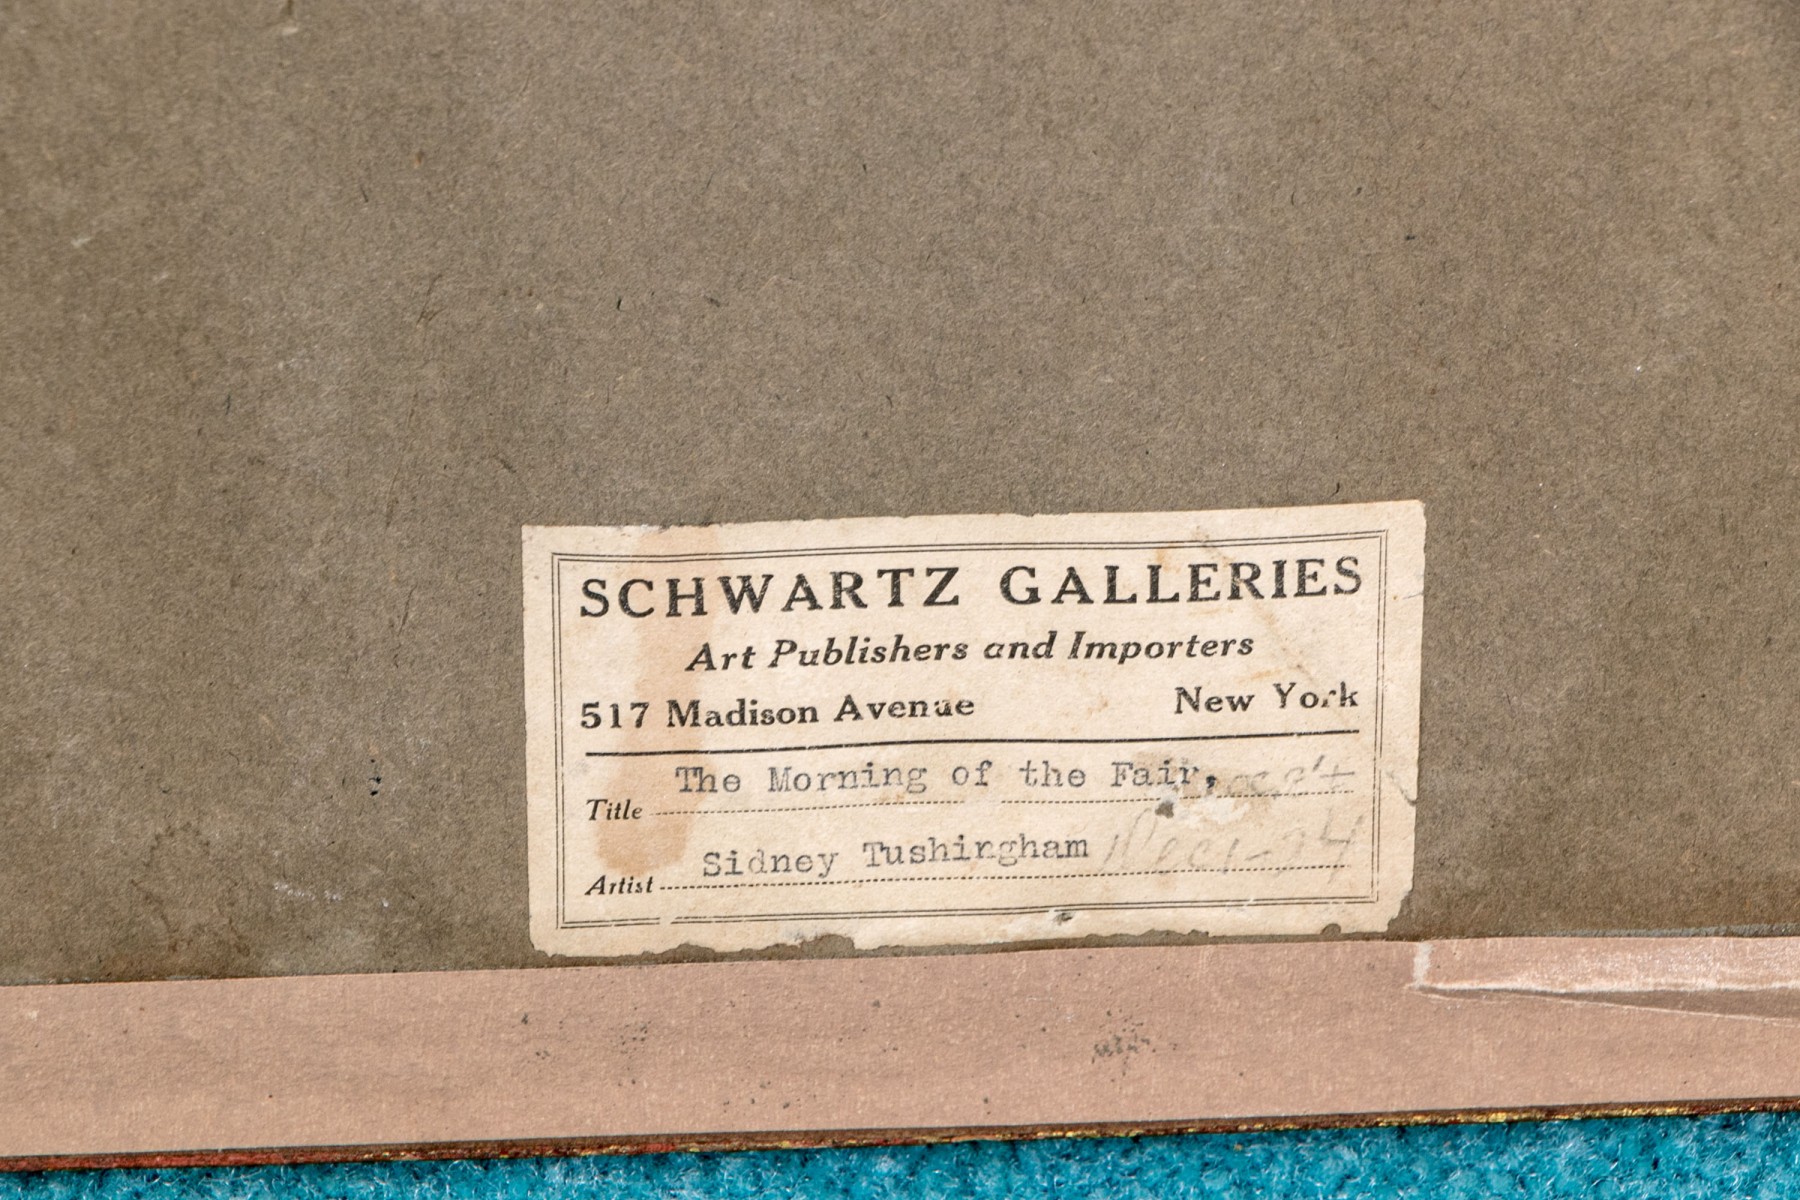 SCHWARTZ GALLERIES
Art Publishers and Importers
517 Madison Avenue New York
Title The Morning of the Fair,
Artist Sidney Tushingham